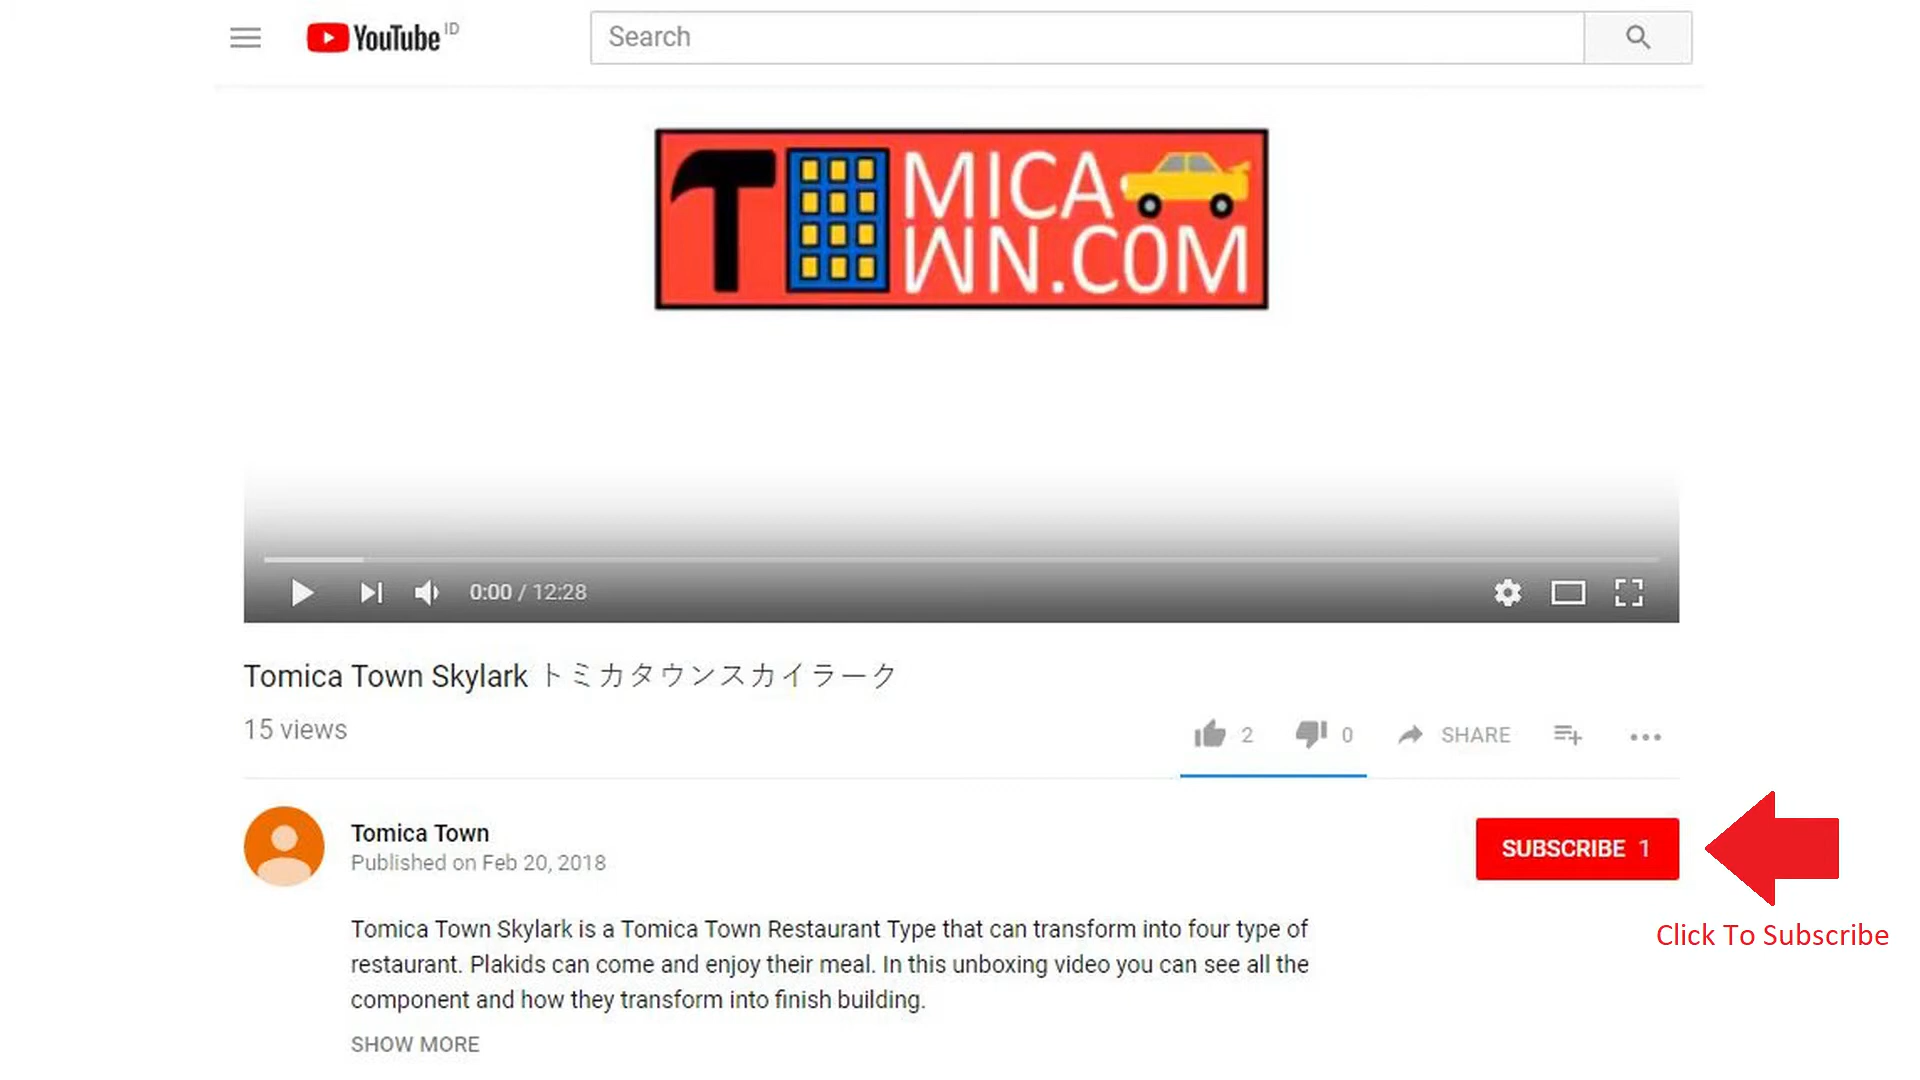 YouTube ID
Search
TOMICA
TOWN.COM
0:00 / 12:28
Tomica Town Skylark トミカタウンスカイラーク
15 views
2 0 SHARE
Tomica Town
Published on Feb 20, 2018
SUBSCRIBE 1
Click To Subscribe
Tomica Town Skylark is a Tomica Town Restaurant Type that can transform into four type of
restaurant. Plakids can come and enjoy their meal. In this unboxing video you can see all the
component and how they transform into finish building.
SHOW MORE